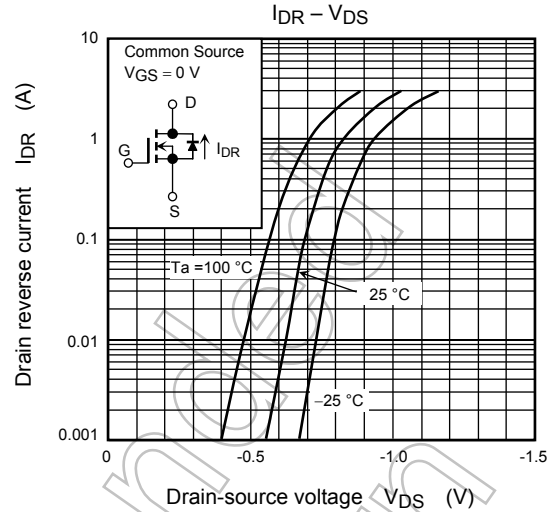 IDR – VDS
Drain reverse current IDR (A)
10
1
0.1
0.01
0.001
Common Source
VGS = 0 V
D
G
IDR
S
Ta =100 °C
25 °C
−25 °C
0
-0.5
-1.0
-1.5
Drain-source voltage VDS (V)